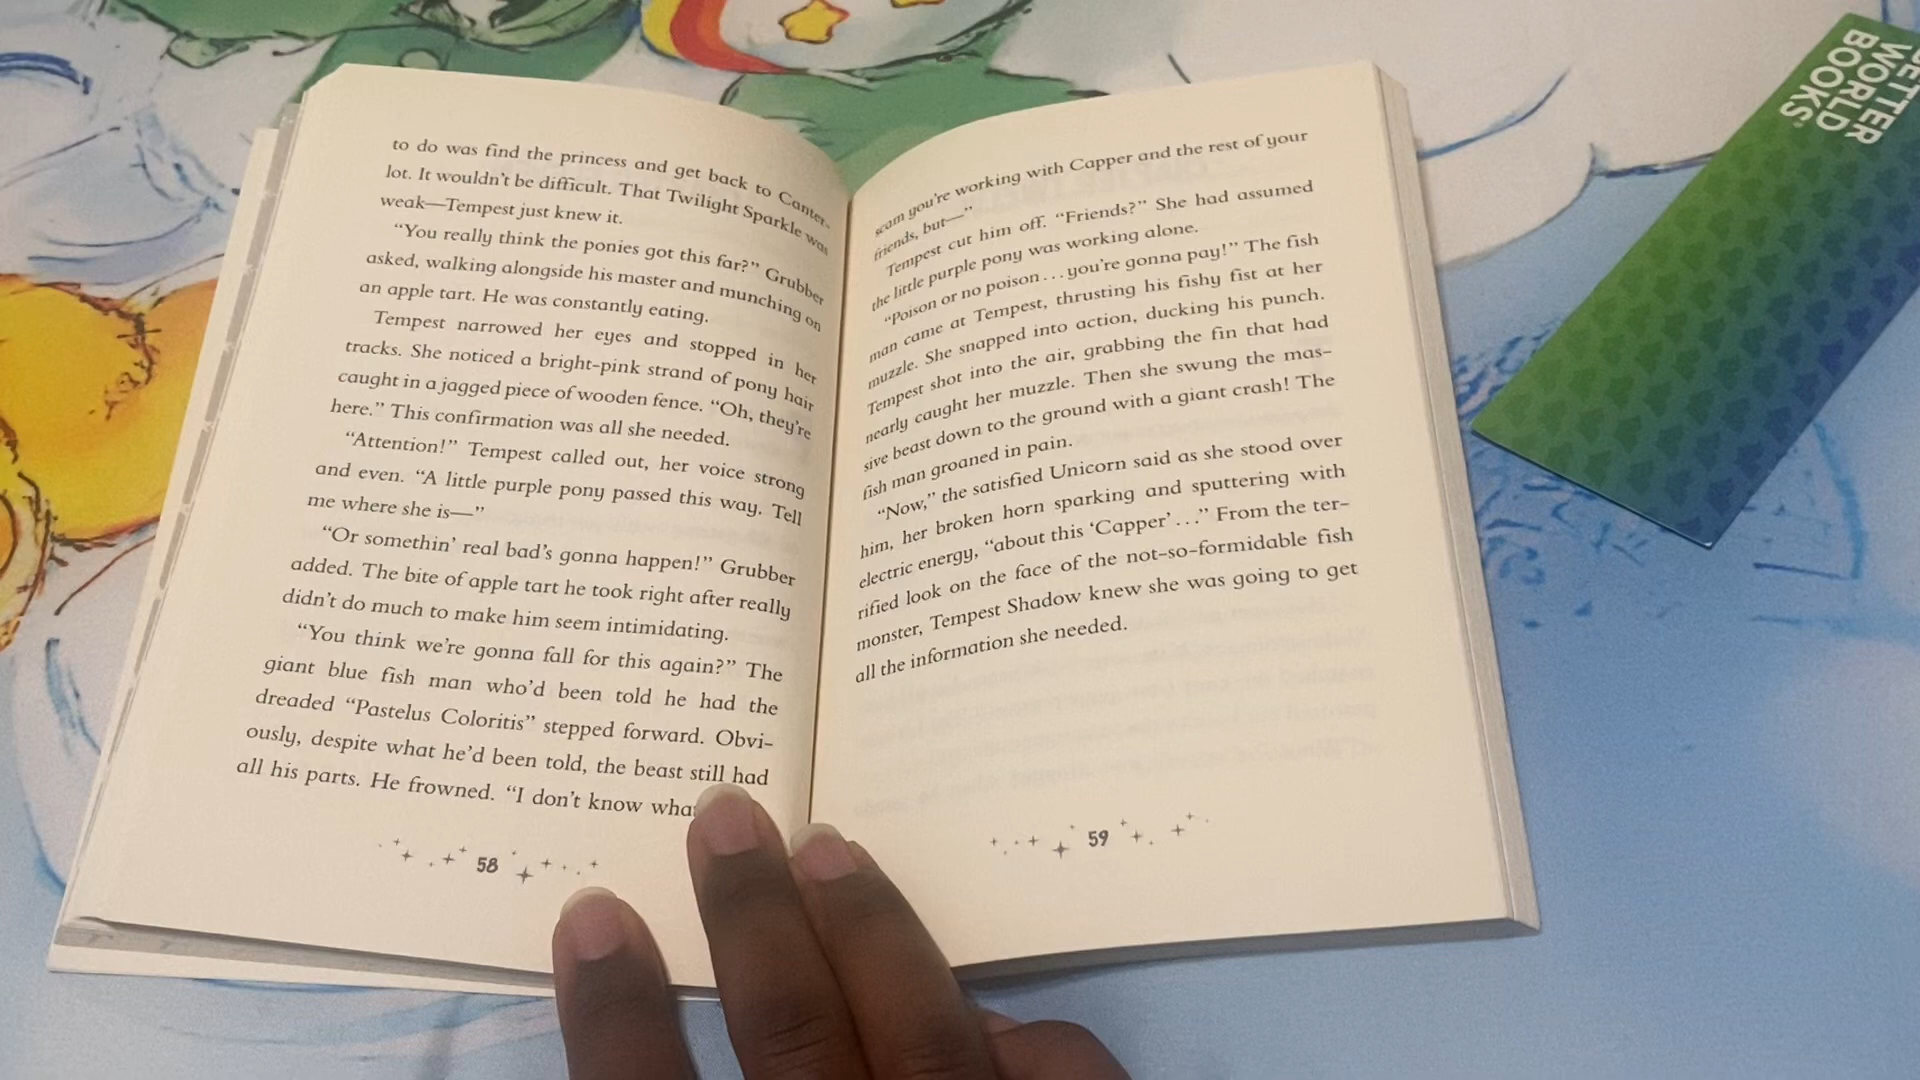 to do was find the princess and get back to Canter-
lot. It wouldn't be difficult. That Twilight Sparkle was
weak—Tempest just knew it.
"You really think the ponies got this far?" Grubber
asked, walking alongside his master and munching on
an apple tart. He was constantly eating.
Tempest narrowed her eyes and stopped in her
tracks. She noticed a bright-pink strand of pony hair
caught in a jagged piece of wooden fence. "Oh, they're
here." This confirmation was all she needed.
"Attention!" Tempest called out, her voice strong
and even. "A little purple pony passed this way. Tell
me where she is—"
"Or somethin' real bad's gonna happen!" Grubber
added. The bite of apple tart he took right after really
didn't do much to make him seem intimidating.
"You think we're gonna fall for this again?" The
giant blue fish man who'd been told he had the
dreaded "Pastelus Coloritis" stepped forward. Obvi-
ously, despite what he'd been told, the beast still had
all his parts. He frowned. "I don't know
58
scam you're working with Capper and the rest of your
friends, but—"
Tempest cut him off. "Friends?" She had assumed
the little purple pony was working alone.
"Poison or no poison . . . you're gonna pay!" The fish
man came at Tempest, thrusting his fishy fist at her
muzzle. She snapped into action, ducking his punch.
Tempest shot into the air, grabbing the fin that had
nearly caught her muzzle. Then she swung the mas-
sive beast down to the ground with a giant crash! The
fish man groaned in pain.
"Now," the satisfied Unicorn said as she stood over
him, her broken horn sparking and sputtering with
electric energy, "about this 'Capper' . . ." From the ter-
rified look on the face of the not-so-formidable fish
monster, Tempest Shadow knew she was going to get
all the information she needed.
59
BETTER
WORLD
BOOKS